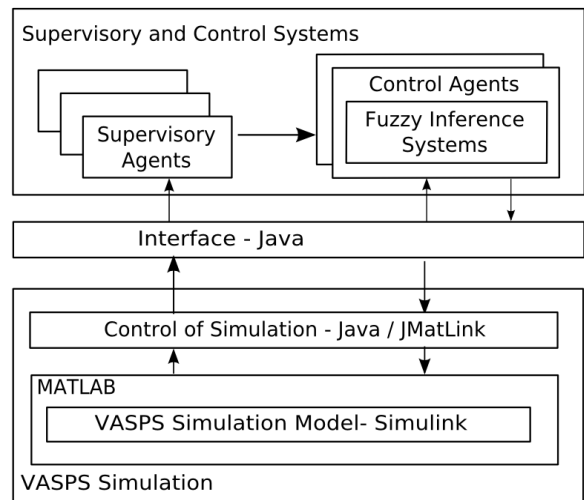 Supervisory and Control Systems
Supervisory
Agents
Control Agents
Fuzzy Inference
Systems
Interface - Java
Control of Simulation - Java / JMatLink
MATLAB
VASPS Simulation Model- Simulink
VASPS Simulation